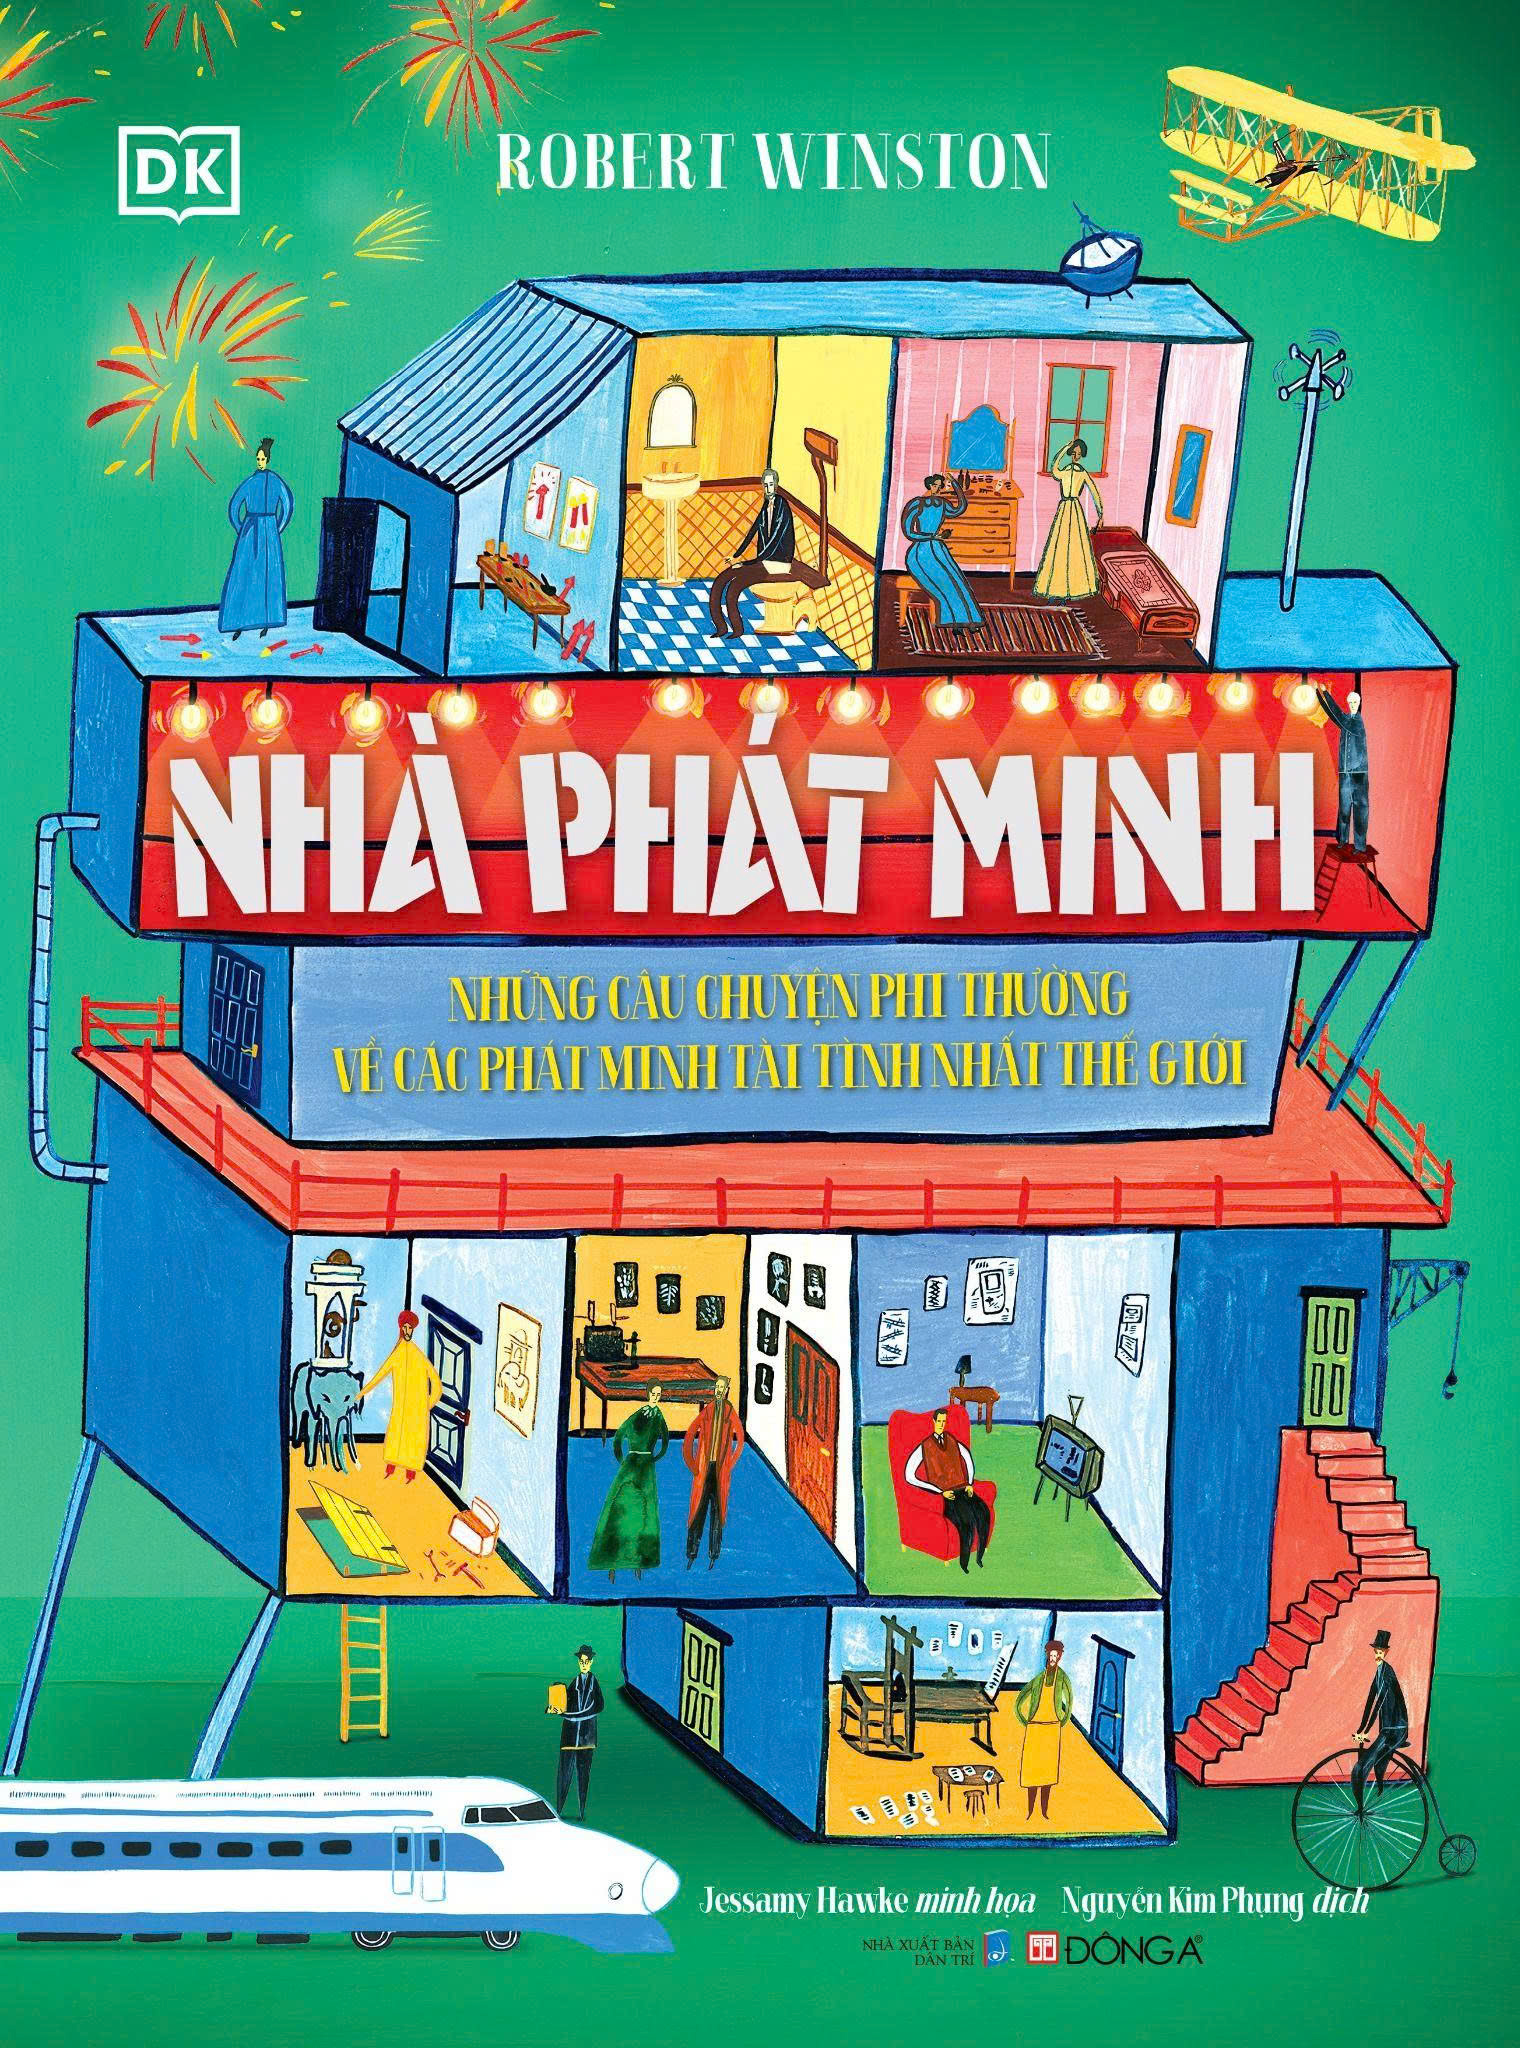 DK
ROBERT WINSTON
NHÀ PHÁT MINH
NHỮNG CÂU CHUYỆN PHI THƯỜNG
VỀ CÁC PHÁT MINH TÀI TÌNH NHẤT THẾ GIỚI
Jessamy Hawke minh họa Nguyễn Kim Phụng dịch
NHÀ XUẤT BẢN
DÂN TRÍ
ĐÔNG A®